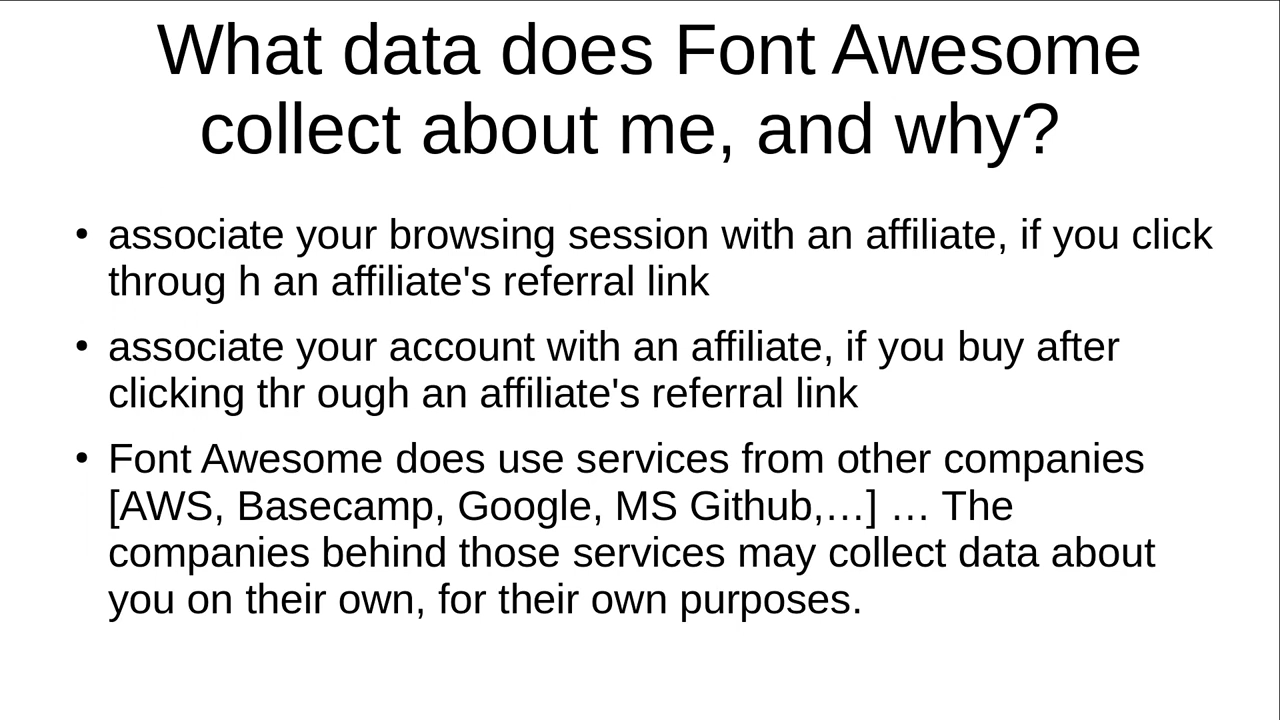 What data does Font Awesome
collect about me, and why?
• associate your browsing session with an affiliate, if you click
throug h an affiliate's referral link
• associate your account with an affiliate, if you buy after
clicking thr ough an affiliate's referral link
• Font Awesome does use services from other companies
[AWS, Basecamp, Google, MS Github,…] … The
companies behind those services may collect data about
you on their own, for their own purposes.